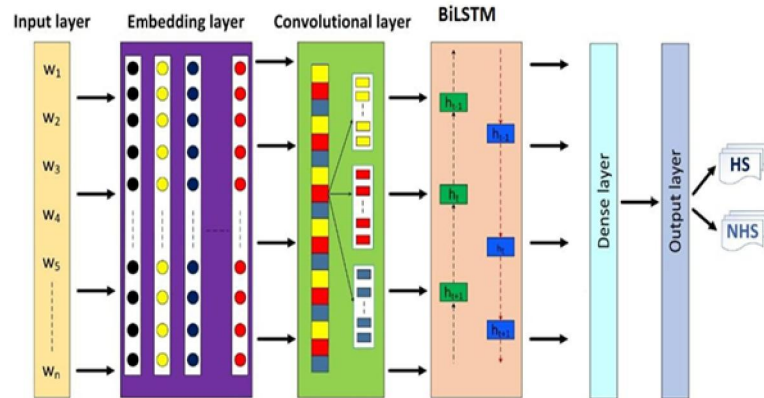 Input layer
Embedding layer
Convolutional layer
BiLSTM
w1
w2
w3
w4
w5
wn
ht-1
ht
ht+1
ht-1
ht
ht+1
Dense layer
Output layer
HS
NHS